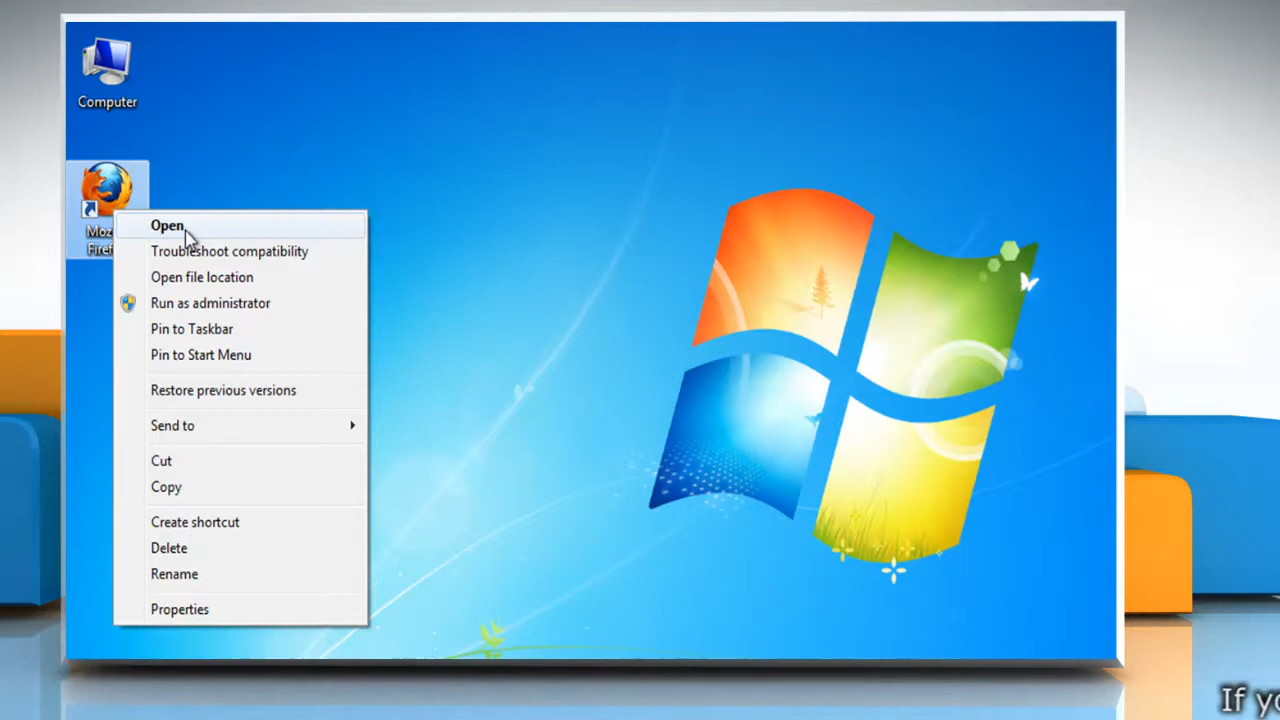 Computer
Open
Troubleshoot compatibility
Open file location
Run as administrator
Pin to Taskbar
Pin to Start Menu
Restore previous versions
Send to
Cut
Copy
Create shortcut
Delete
Rename
Properties
If